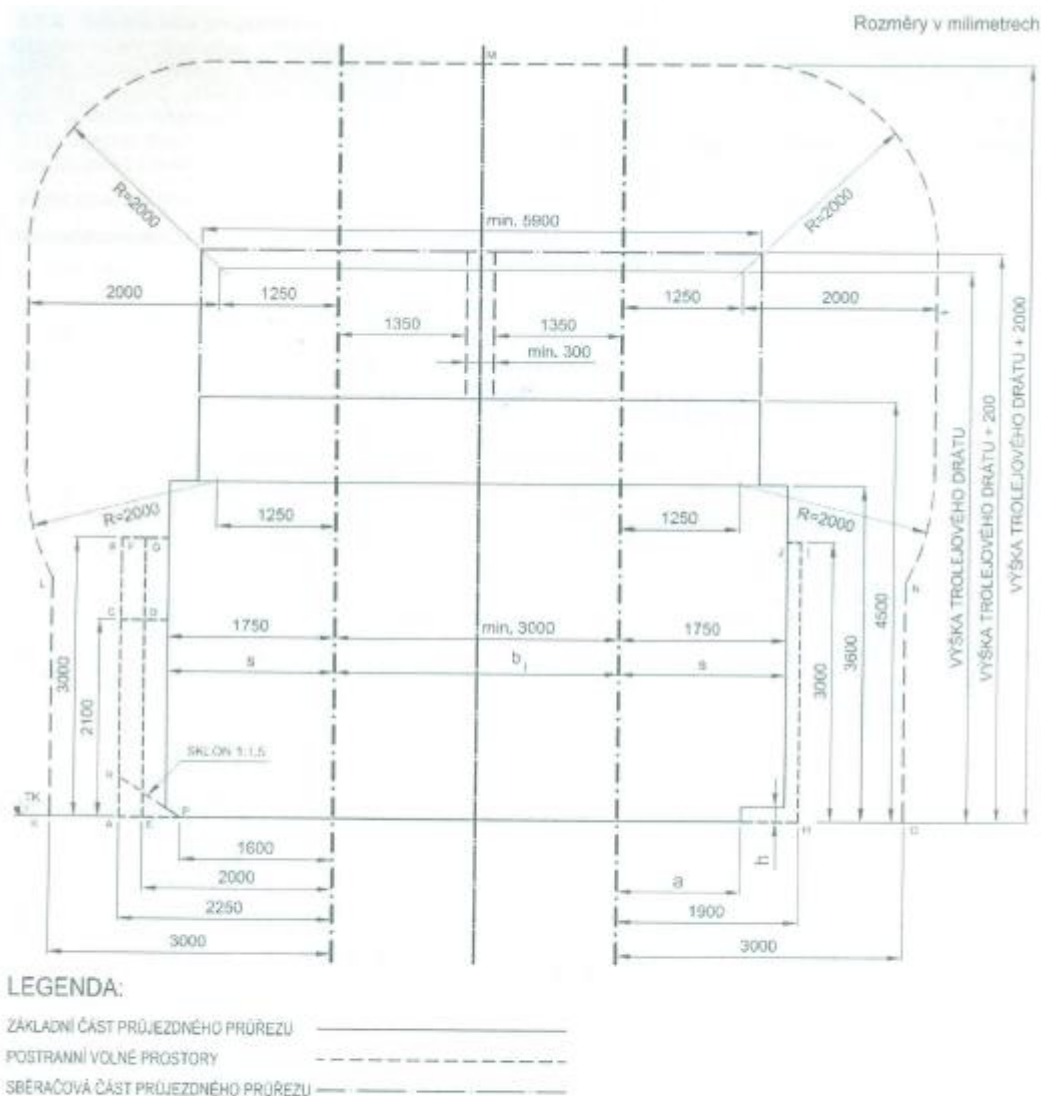 Rozměry v milimetrech
M
R=2000
R=2000
min. 5900
2000
1250
1250
2000
1350
1350
min. 300
R=2000
1250
1250
R=2000
B
F
G
J
I
L
N
C
D
1750
min. 3000
1750
s
b
s
3000
2100
SKLON 1:1,5
3000
3600
4500
VÝŠKA TROLEJOVÉHO DRÁTU
VÝŠKA TROLEJOVÉHO DRÁTU + 200
VÝŠKA TROLEJOVÉHO DRÁTU + 2000
TK
K
A
E
P
H
O
1600
h
2000
a
2250
1900
3000
3000
LEGENDA:
ZÁKLADNÍ ČÁST PRŮJEZDNÉHO PRŮŘEZU
POSTRANNÍ VOLNÉ PROSTORY
SBĚRAČOVÁ ČÁST PRŮJEZDNÉHO PRŮŘEZU